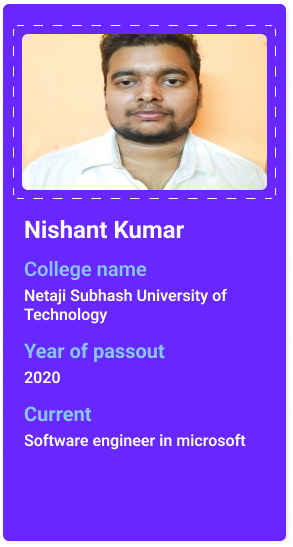 Nishant Kumar
College name
Netaji Subhash University of
Technology
Year of passout
2020
Current
Software engineer in microsoft